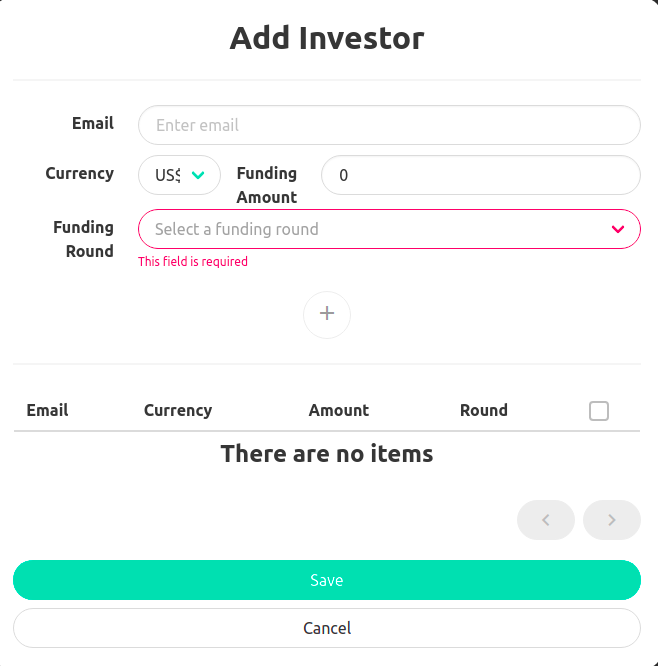 Add Investor
Email
Enter email
Currency
US$
Funding
Amount
0
Funding
Round
Select a funding round
This field is required
+
Email Currency Amount Round
There are no items
Save
Cancel